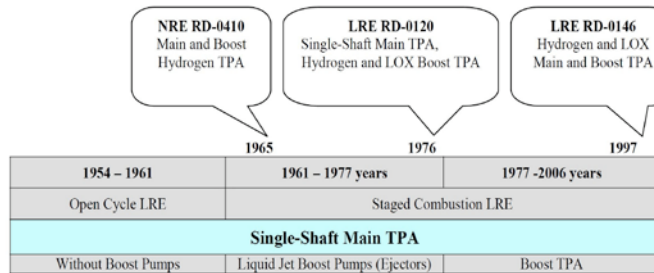 NRE RD-0410
Main and Boost
Hydrogen TPA
LRE RD-0120
Single-Shaft Main TPA,
Hydrogen and LOX Boost TPA
LRE RD-0146
Hydrogen and LOX
Main and Boost TPA
1965
1976
1997
1954 – 1961
1961 – 1977 years
1977 -2006 years
Open Cycle LRE
Staged Combustion LRE
Single-Shaft Main TPA
Without Boost Pumps
Liquid Jet Boost Pumps (Ejectors)
Boost TPA